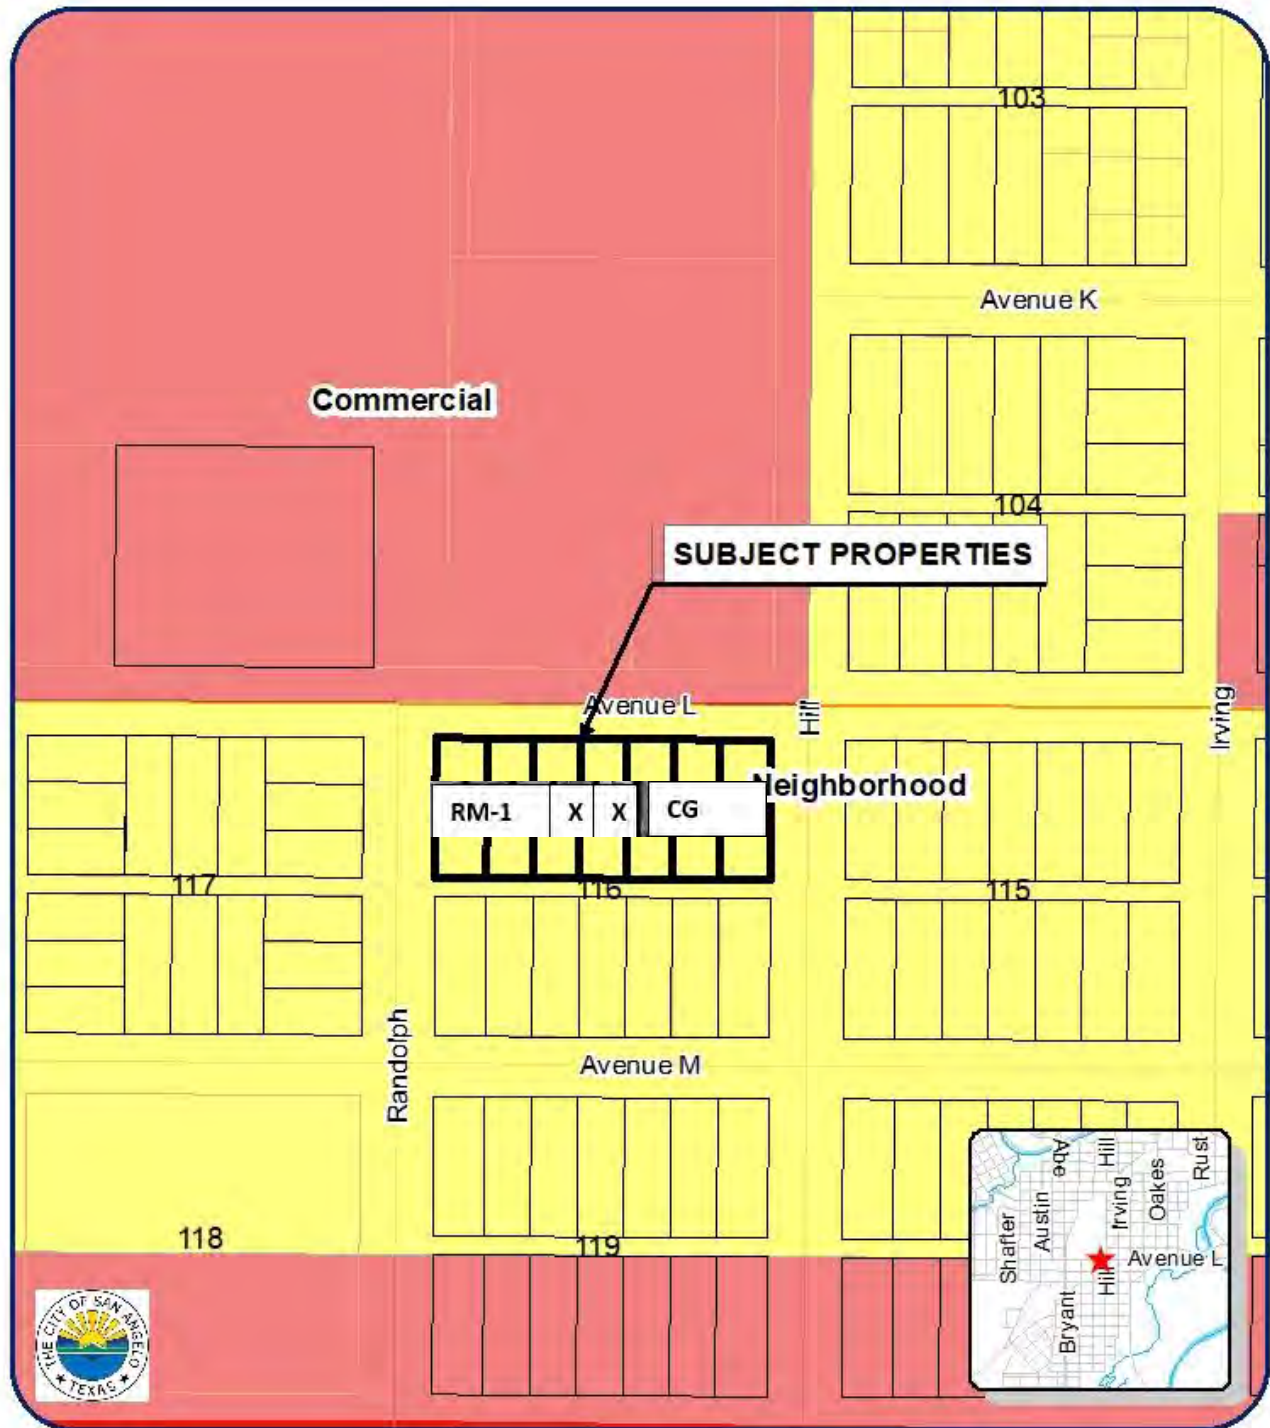 103
Avenue K
Commercial
104
SUBJECT PROPERTIES
Avenue L
Hill
Irving
Neighborhood
RM-1
X
X
CG
117
116
115
Randolph
Avenue M
118
119
Abe
Hill
Rust
Austin
Irving
Oakes
Shafter
Avenue L
Hill
Bryant
THE CITY OF SAN ANGELO
TEXAS